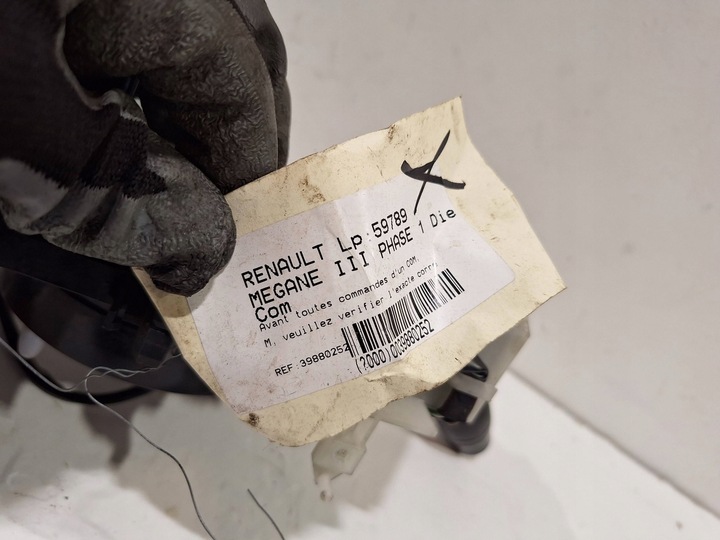 RENAULT Lp:59789
MEGANE III PHASE 1 Die
Com
Avant toutes commandes d'un COM,
M, veuillez verifier l'exacte corr
REF:39880252
(2000)0039880252